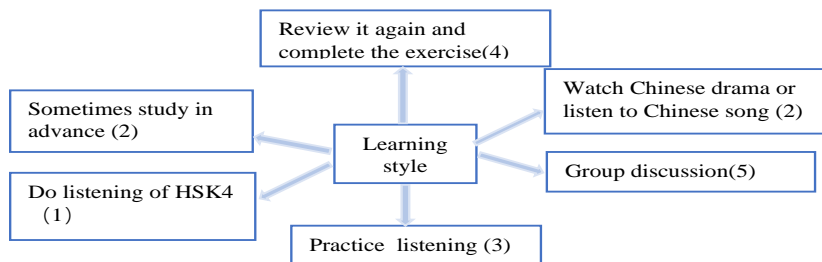 Review it again and
complete the exercise(4)
Watch Chinese drama or
listen to Chinese song (2)
Sometimes study in
advance (2)
Learning
style
Group discussion(5)
Do listening of HSK4
（1）
Practice listening (3)